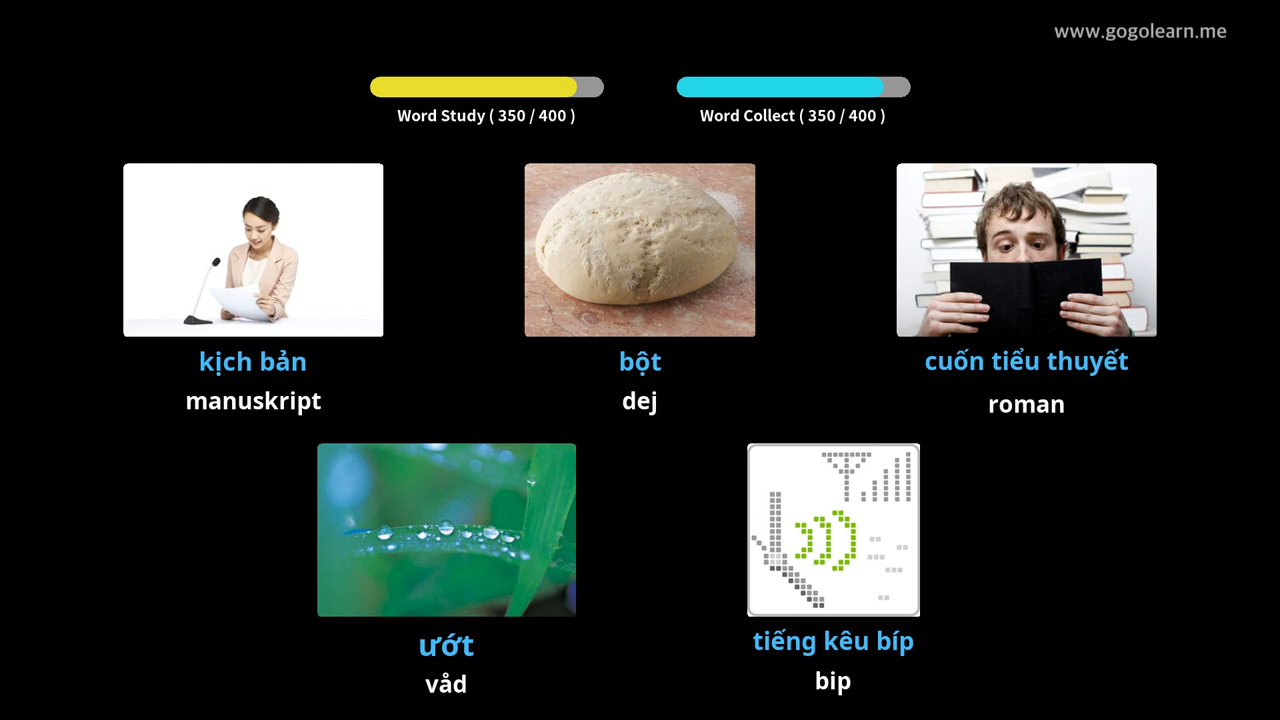 www.gogolearn.me
Word Study ( 350 / 400 )
Word Collect ( 350 / 400 )
kịch bản
manuskript
bột
dej
cuốn tiểu thuyết
roman
ướt
våd
tiếng kêu bíp
bip